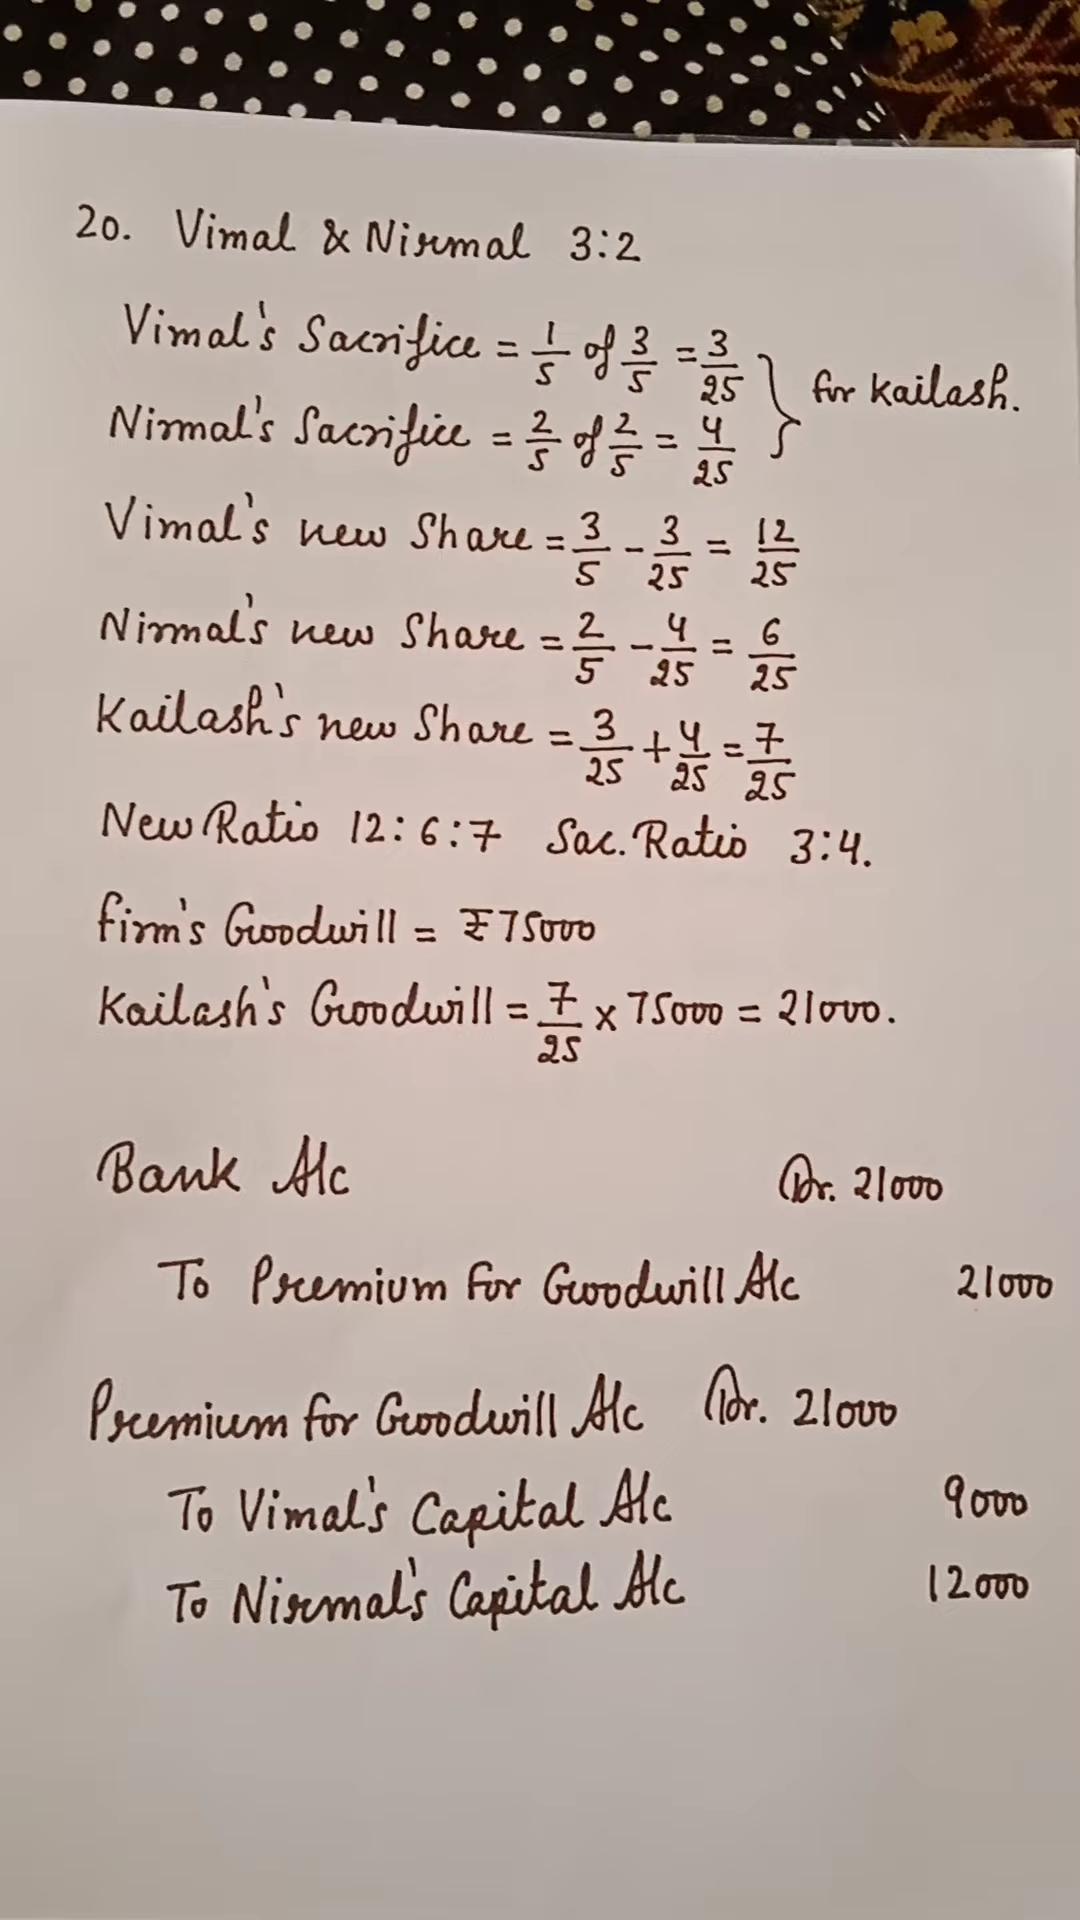 20. Vimal & Nirmal 3:2
Vimal's Sacrifice = 1/5 of 3/5 = 3/25
for Kailash.
Nirmal's Sacrifice = 2/5 of 2/5 = 4/25
Vimal's new Share = 3/5 - 3/25 = 12/25
Nirmal's new Share = 2/5 - 4/25 = 6/25
Kailash's new Share = 3/25 + 4/25 = 7/25
New Ratio 12:6:7 Sac. Ratio 3:4.
firm's Goodwill = ₹75000
Kailash's Goodwill = 7/25 x 75000 = 21000.
Bank A/c Dr. 21000
To Premium for Goodwill A/c 21000
Premium for Goodwill A/c Dr. 21000
To Vimal's Capital A/c 9000
To Nirmal's Capital A/c 12000